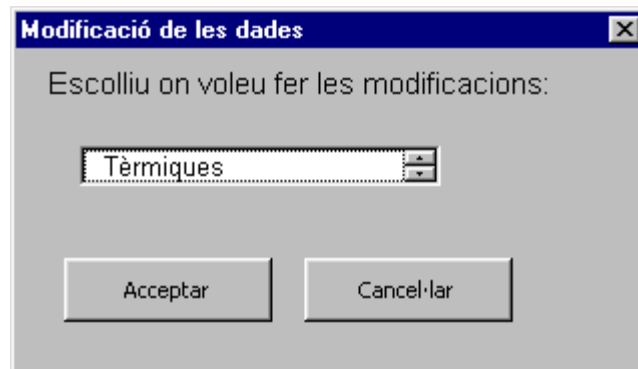 Modificació de les dades
Escolliu on voleu fer les modificacions:
Tèrmiques
Acceptar Cancel·lar